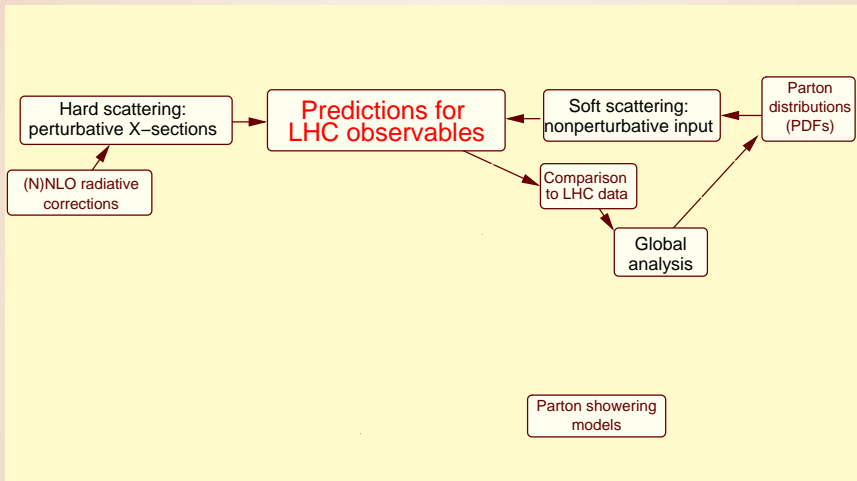 Hard scattering:
perturbative X−sections
Predictions for
LHC observables
Soft scattering:
nonperturbative input
Parton
distributions
(PDFs)
(N)NLO radiative
corrections
Comparison
to LHC data
Global
analysis
Parton showering
models